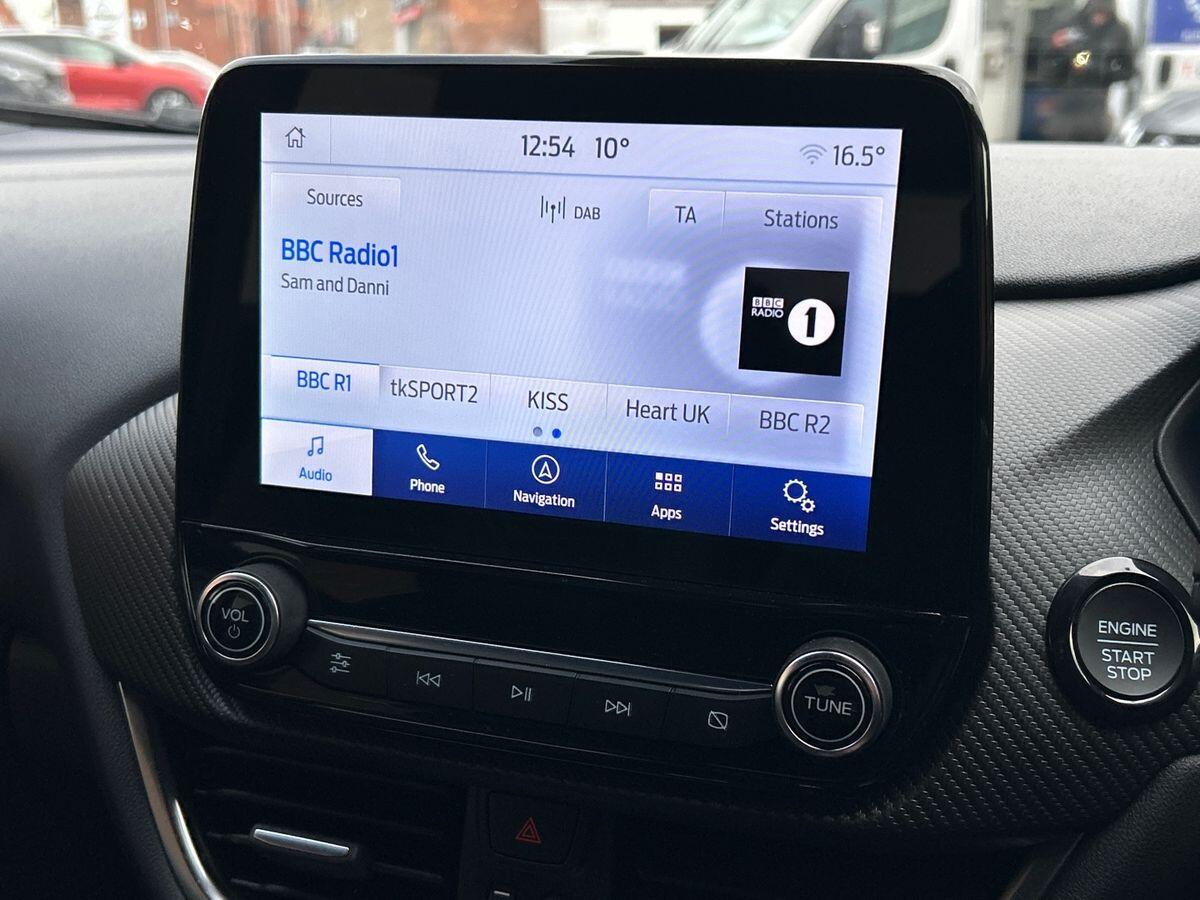 12:54 10° 16.5°
Sources DAB TA Stations
BBC Radio1
Sam and Danni
BBC
RADIO 1
BBC R1 tkSPORT2 KISS Heart UK BBC R2
Audio Phone Navigation Apps Settings
VOL
TUNE
ENGINE
START
STOP